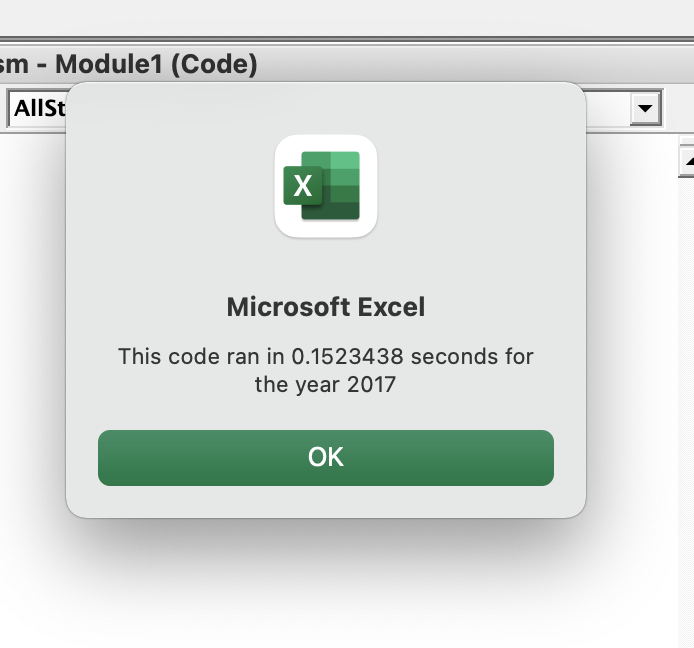 sm - Module1 (Code)
AllSt
X
Microsoft Excel
This code ran in 0.1523438 seconds for
the year 2017
OK